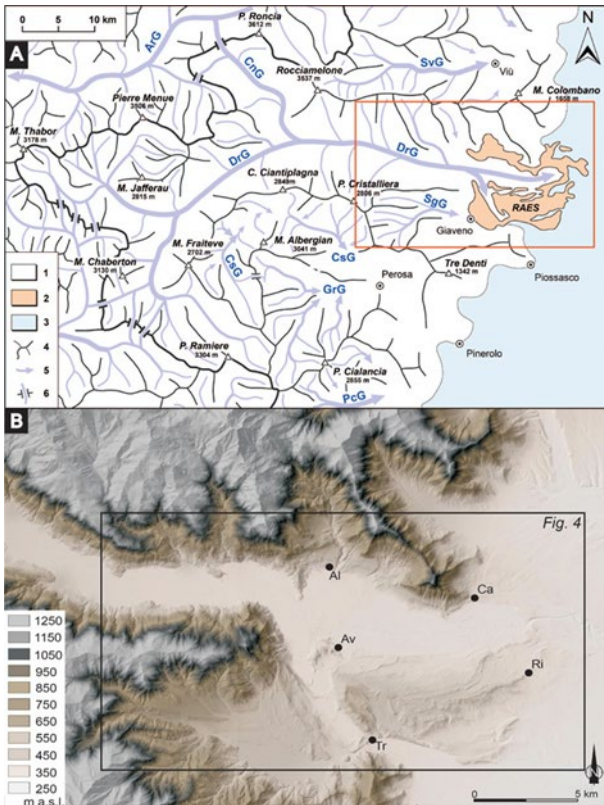 0 10 km
A
N
ArG
P. Roncia
3612 m
CnG
Rocciamelone
3537 m
SvG
Viù
M. Colombano
1658 m
Pierre Menue
3506 m
M. Thabor
3178 m
DrG
DrG
M. Jafferau
2815 m
C. Ciantiplagna
2849m
P. Cristalliera
2806 m
SgG
RAES
Giaveno
M. Fraiteve
2702 m
M. Albergian
3041 m
CsG
CsG
M. Chaberton
3130 m
Tre Denti
1342 m
Piossasco
GrG
Perosa
1
2
3
4
5
6
P. Ramiere
3304 m
P. Cialancia
2855 m
Pinerolo
PcG
B
Fig. 4
Al
Ca
Av
Ri
Tr
1250
1150
1050
950
850
750
650
550
450
350
250
m a.s.l.
0 5 km